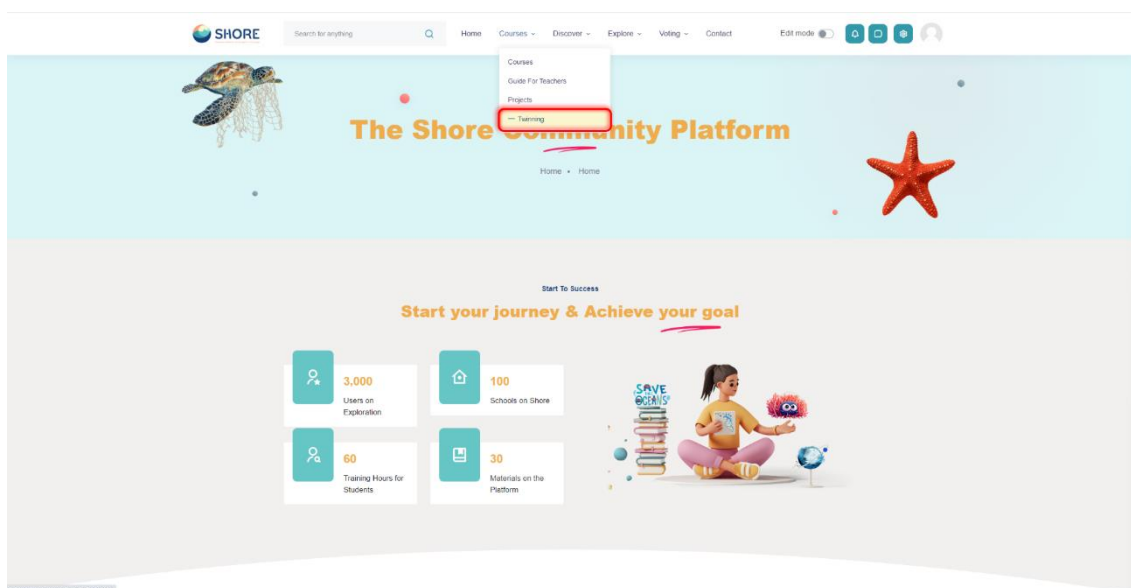 SHORE
Search for anything
Home Courses Discover Explore Voting Contact
Edit mode
Courses
Guide For Teachers
Projects
— Twinning
The Shore Community Platform
Home • Home
Start To Success
Start your journey & Achieve your goal
3,000
Users on
Exploration
100
Schools on Shore
60
Training Hours for
Students
30
Materials on the
Platform
SAVE
OCEANS